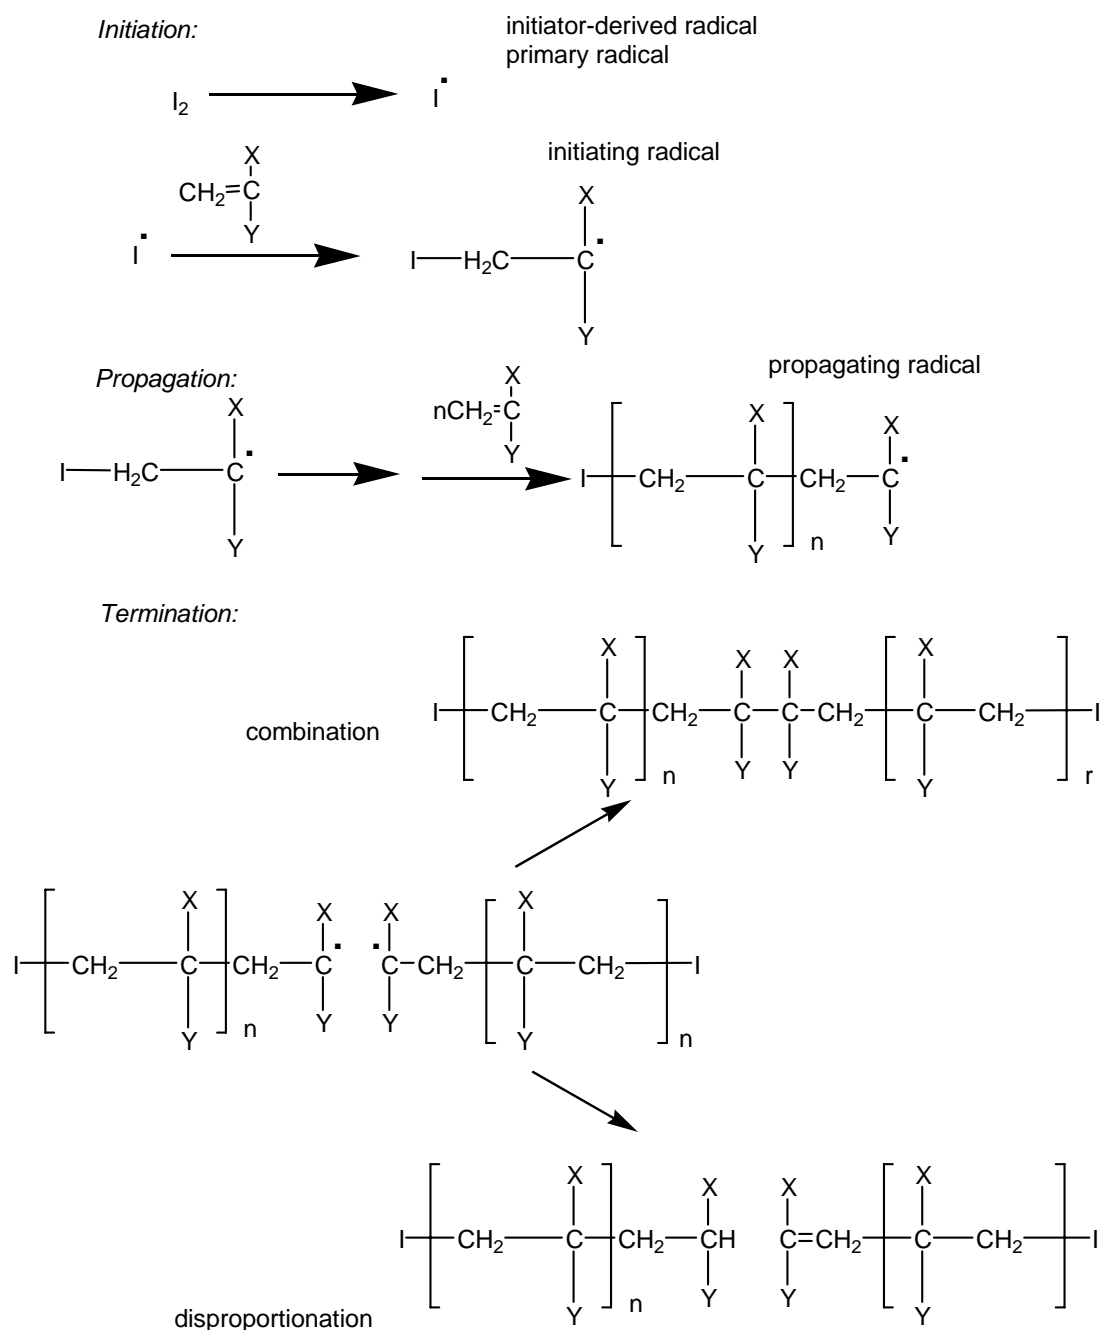 Initiation:
initiator-derived radical
primary radical
I2
I·
X
CH2=C
Y
initiating radical
I·
X
I—H2C—C·
Y
Propagation:
propagating radical
X
I—H2C—C·
Y
X
nCH2=C
Y
X X
I—[CH2—C]n—CH2—C·
Y Y
Termination:
combination
X X X X
I—[CH2—C]n—CH2—C—C—CH2—[C—CH2]r—I
Y Y Y Y
X X X X
I—[CH2—C]n—CH2—C· ·C—CH2—[C—CH2]n—I
Y Y Y Y
X X X X
I—[CH2—C]n—CH2—CH C=CH2—[C—CH2]—I
Y Y Y Y
disproportionation